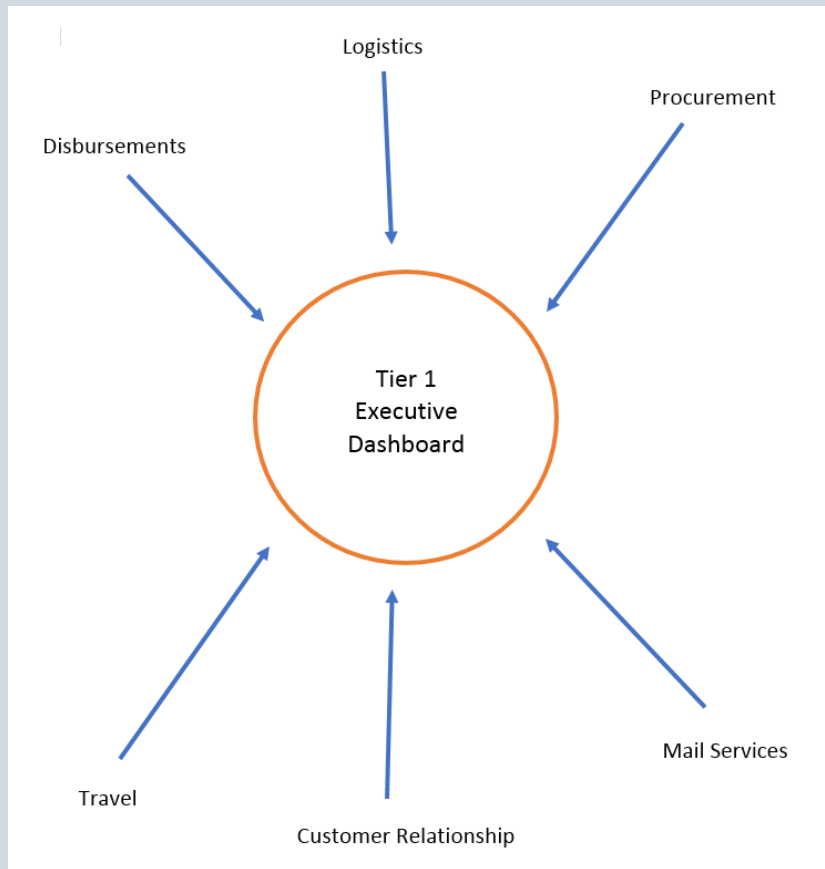 Logistics
Procurement
Disbursements
Tier 1
Executive
Dashboard
Mail Services
Travel
Customer Relationship